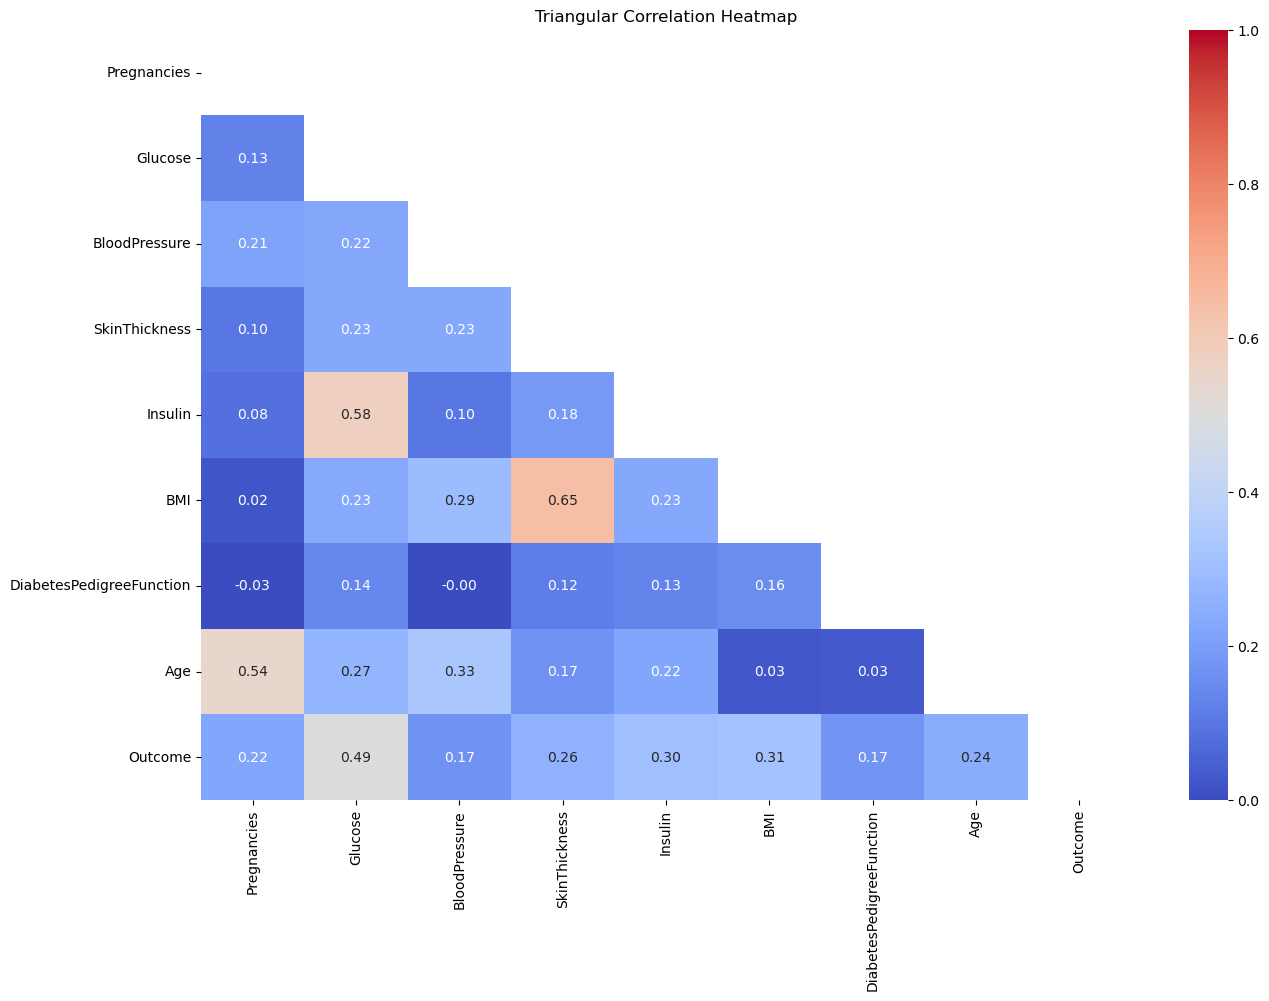 Triangular Correlation Heatmap
1.0
Pregnancies
Glucose 0.13
0.8
BloodPressure 0.21 0.22
SkinThickness 0.10 0.23 0.23
0.6
Insulin 0.08 0.58 0.10 0.18
BMI 0.02 0.23 0.29 0.65 0.23
0.4
DiabetesPedigreeFunction -0.03 0.14 -0.00 0.12 0.13 0.16
0.2
Age 0.54 0.27 0.33 0.17 0.22 0.03 0.03
Outcome 0.22 0.49 0.17 0.26 0.30 0.31 0.17 0.24
0.0
Pregnancies
Glucose
BloodPressure
SkinThickness
Insulin
BMI
DiabetesPedigreeFunction
Age
Outcome